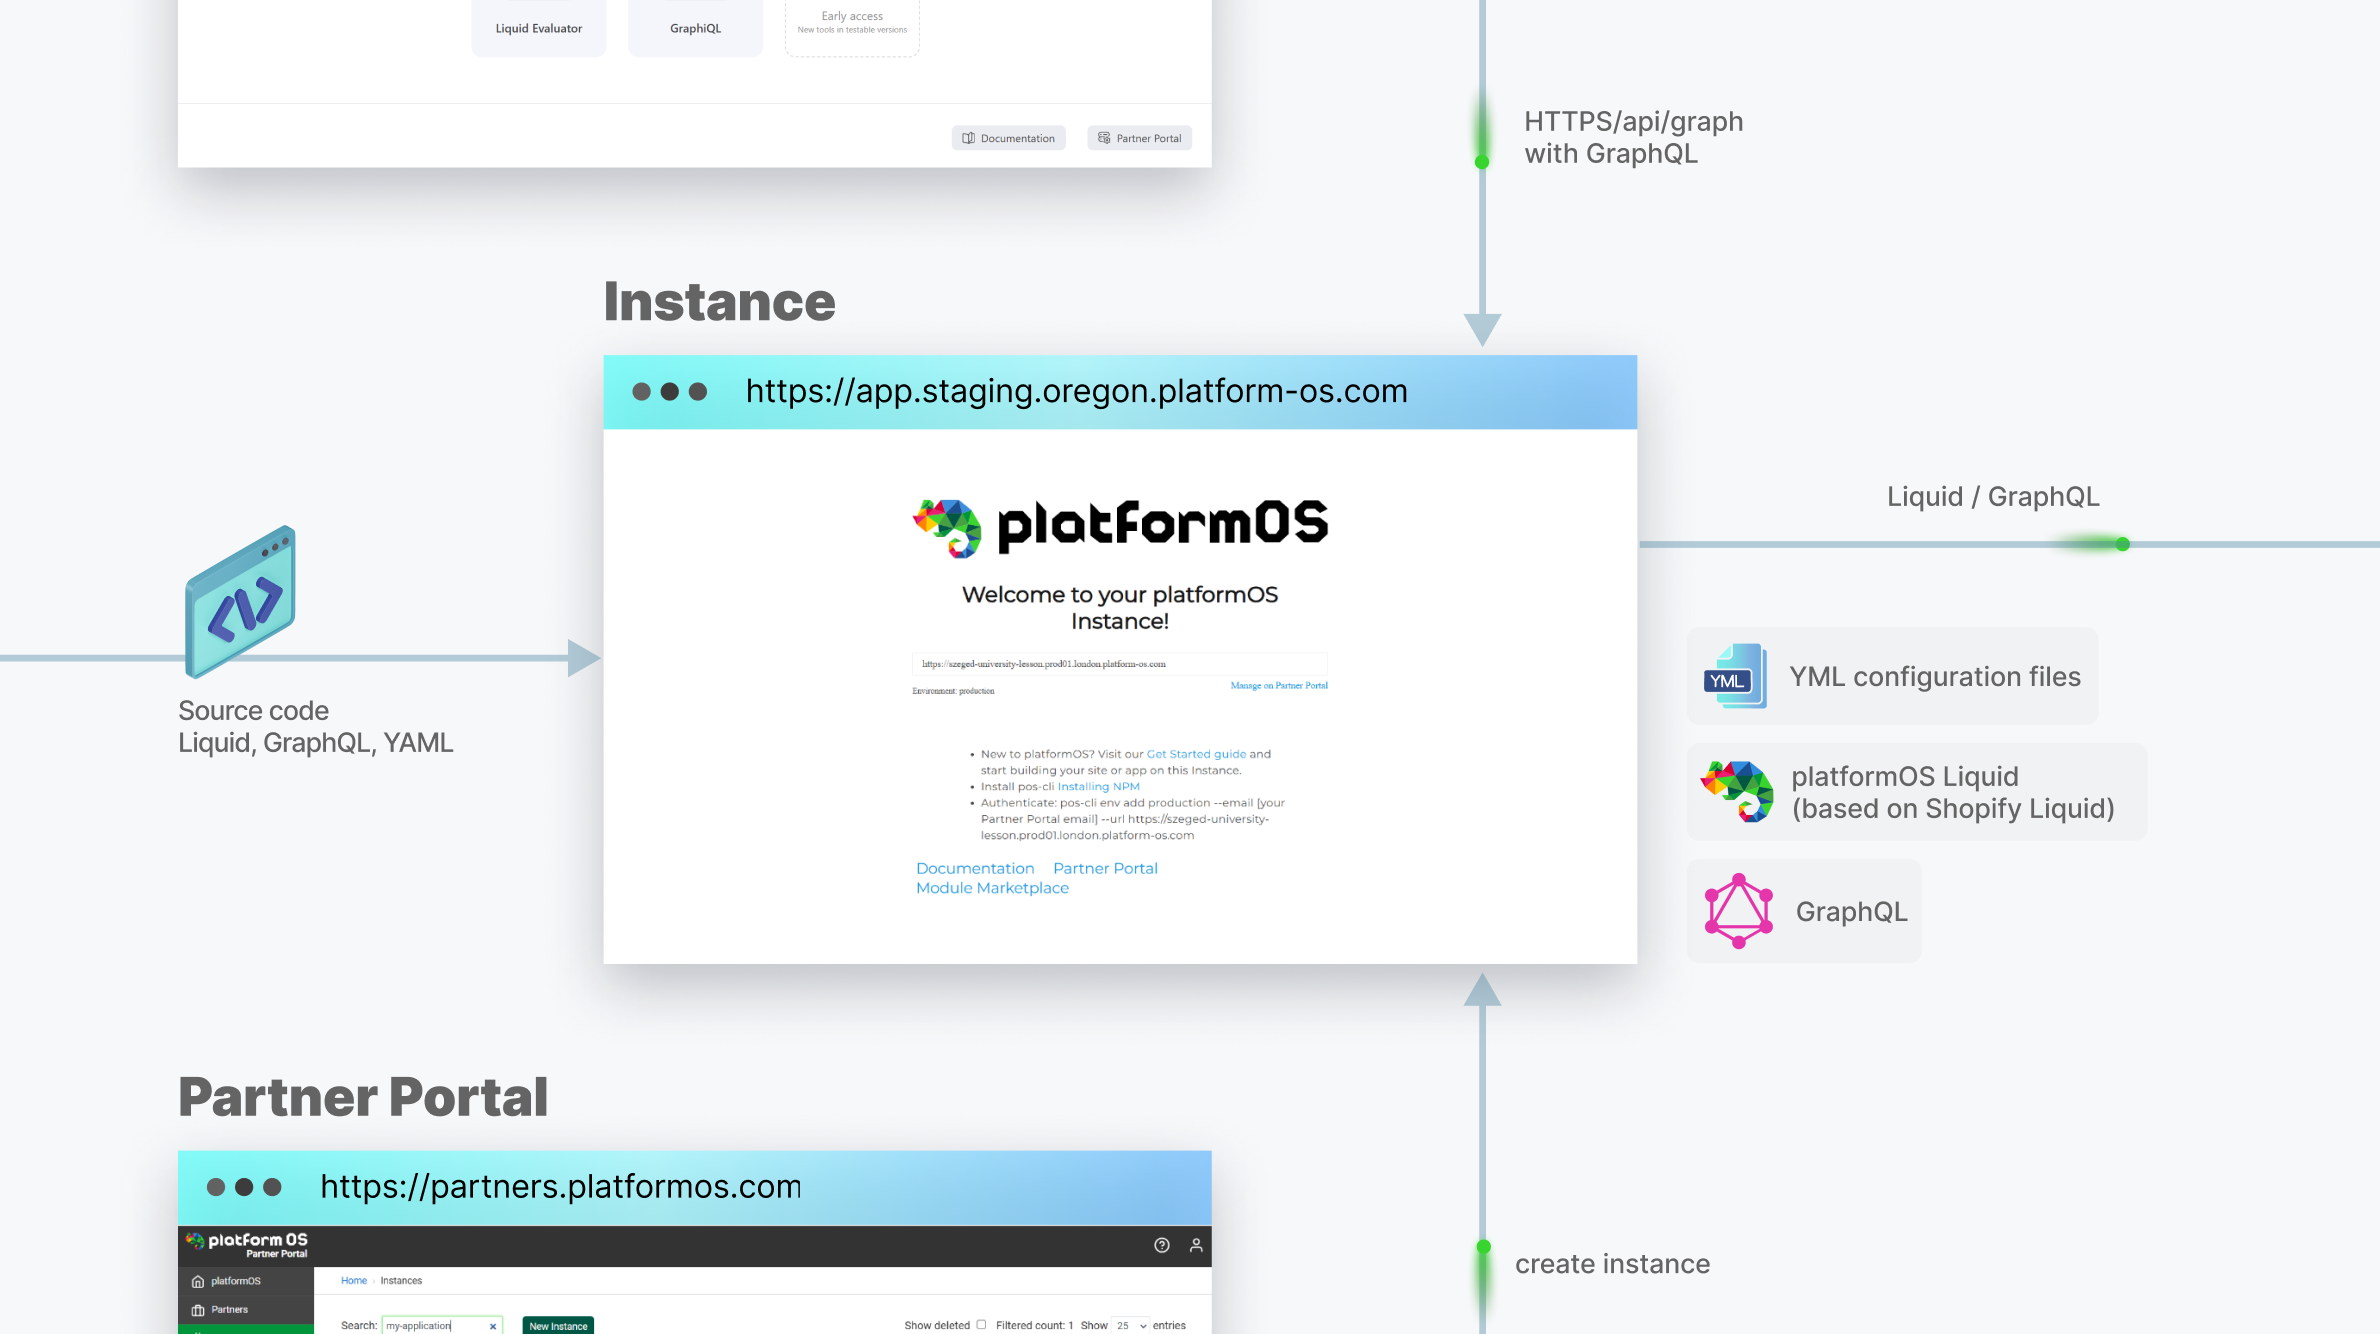 Liquid Evaluator
GraphiQL
Early access
New tools in testable versions
Documentation
Partner Portal
HTTPS/api/graph
with GraphQL
Instance
https://app.staging.oregon.platform-os.com
platformOS
Welcome to your platformOS
Instance!
https://szeged-university-lesson.prod01.london.platform-os.com
Environment: production
Manage on Partner Portal
• New to platformOS? Visit our Get Started guide and
start building your site or app on this Instance.
• Install pos-cli Installing NPM
• Authenticate: pos-cli env add production --email [your
Partner Portal email] --url https://szeged-university-
lesson.prod01.london.platform-os.com
Documentation Partner Portal
Module Marketplace
Source code
Liquid, GraphQL, YAML
Liquid / GraphQL
YML
YML configuration files
platformOS Liquid
(based on Shopify Liquid)
GraphQL
create instance
Partner Portal
https://partners.platformos.com
platform OS
Partner Portal
platformOS
Partners
Home › Instances
Search: my-application
New Instance
Show deleted Filtered count: 1 Show 25 entries